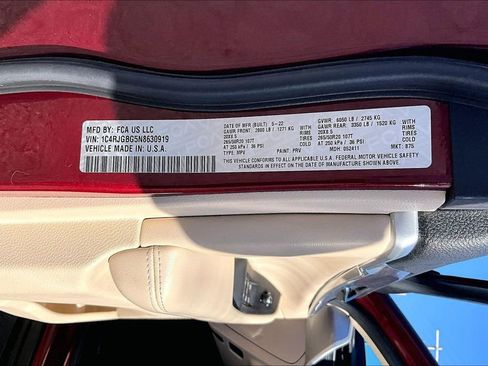 MFD BY: FCA US LLC
VIN: 1C4RJGBG5N8630919
VEHICLE MADE IN: U.S.A.
DATE OF MFR (BUILT) 5-22
GVWR: 6050 LB / 2745 KG
GAWR FRONT: 2800 LB / 1271 KG
GAWR REAR: 3350 LB / 1520 KG
20X8.5 RIMS
20X8.5 RIMS
265/50R20 107T TIRES
265/50R20 107T TIRES
AT 250 kPa / 36 PSI COLD
AT 250 kPa / 36 PSI COLD
THIS VEHICLE CONFORMS TO ALL APPLICABLE U.S.A. FEDERAL MOTOR VEHICLE SAFETY
STANDARDS IN EFFECT ON THE DATE OF MANUFACTURE SHOWN ABOVE.
TYPE: MPV PAINT: PRV MDH: 052411 MKT: 875